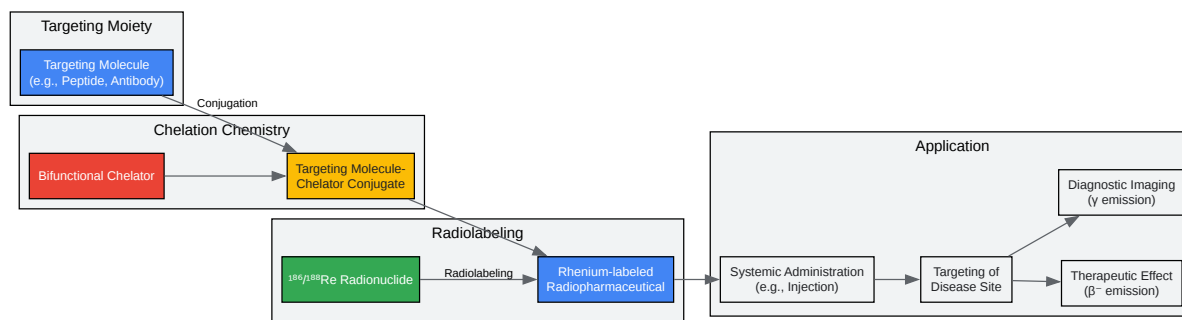 Targeting Moiety
Targeting Molecule
(e.g., Peptide, Antibody)
Conjugation
Chelation Chemistry
Bifunctional Chelator
Targeting Molecule-
Chelator Conjugate
Radiolabeling
¹⁸⁶/¹⁸⁸Re Radionuclide
Radiolabeling
Rhenium-labeled
Radiopharmaceutical
Application
Systemic Administration
(e.g., Injection)
Targeting of
Disease Site
Diagnostic Imaging
(γ emission)
Therapeutic Effect
(β⁻ emission)